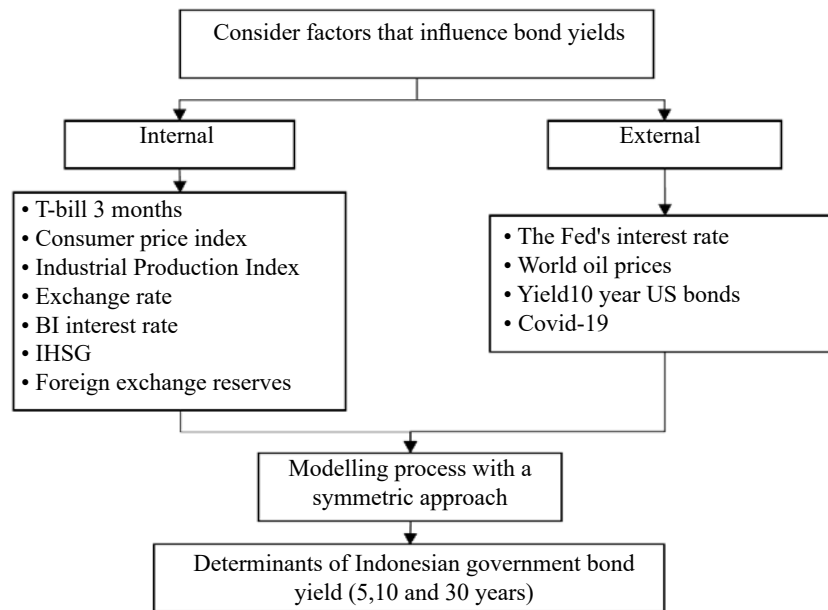 Consider factors that influence bond yields
Internal
External
• T-bill 3 months
• Consumer price index
• Industrial Production Index
• Exchange rate
• BI interest rate
• IHSG
• Foreign exchange reserves
• The Fed's interest rate
• World oil prices
• Yield10 year US bonds
• Covid-19
Modelling process with a
symmetric approach
Determinants of Indonesian government bond
yield (5,10 and 30 years)